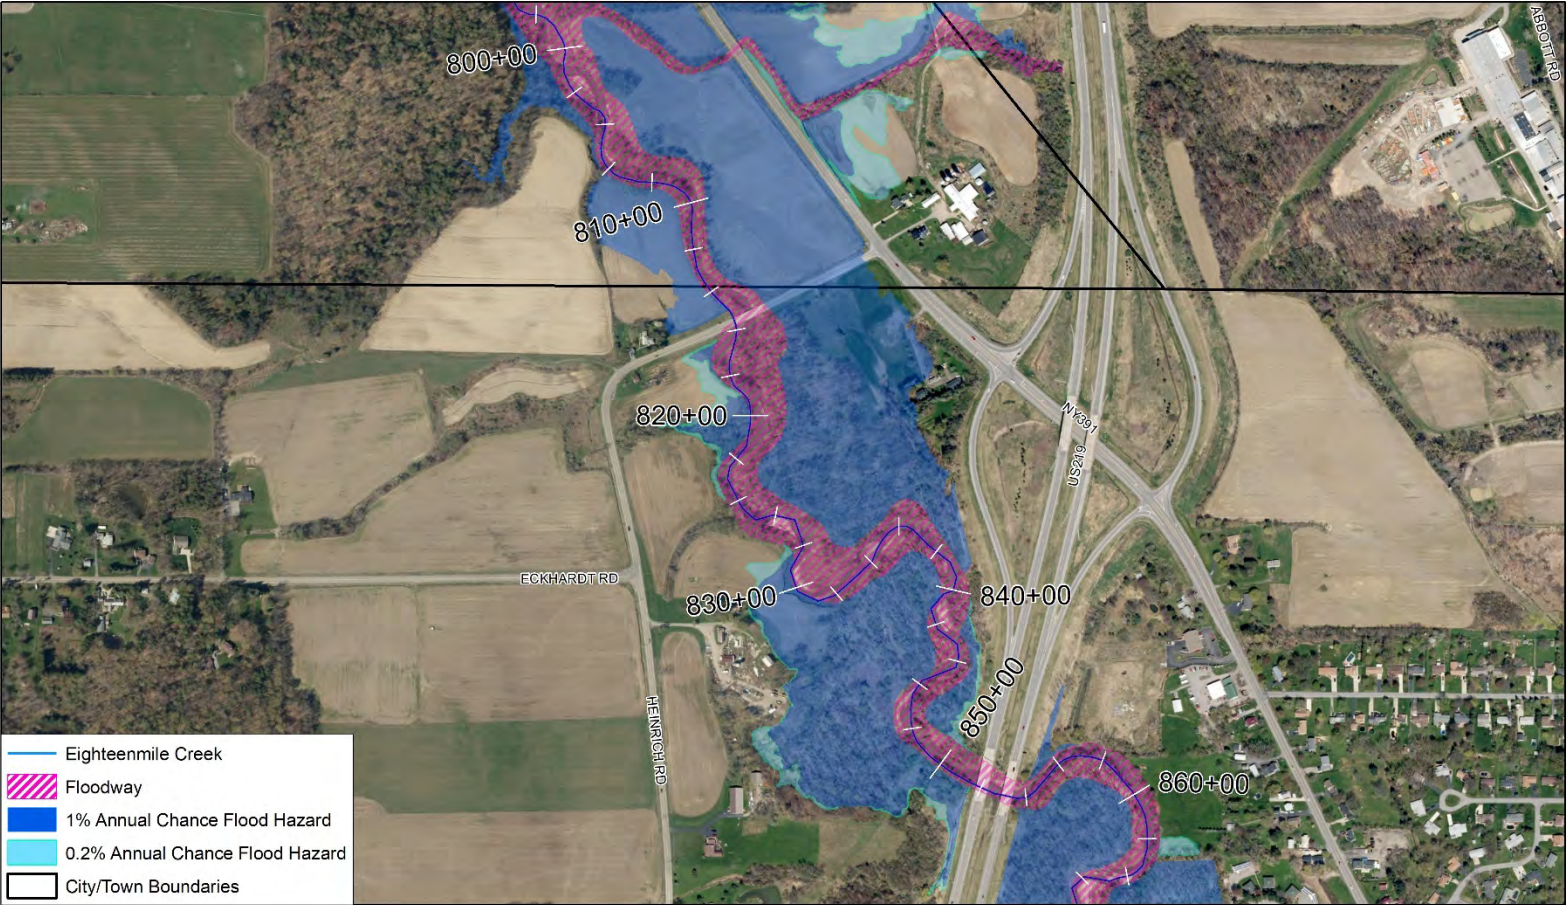 800+00
ABBOTT RD
810+00
820+00
NY391
US219
ECKHARDT RD
830+00
840+00
850+00
HEINRICH RD
860+00
Eighteenmile Creek
Floodway
1% Annual Chance Flood Hazard
0.2% Annual Chance Flood Hazard
City/Town Boundaries